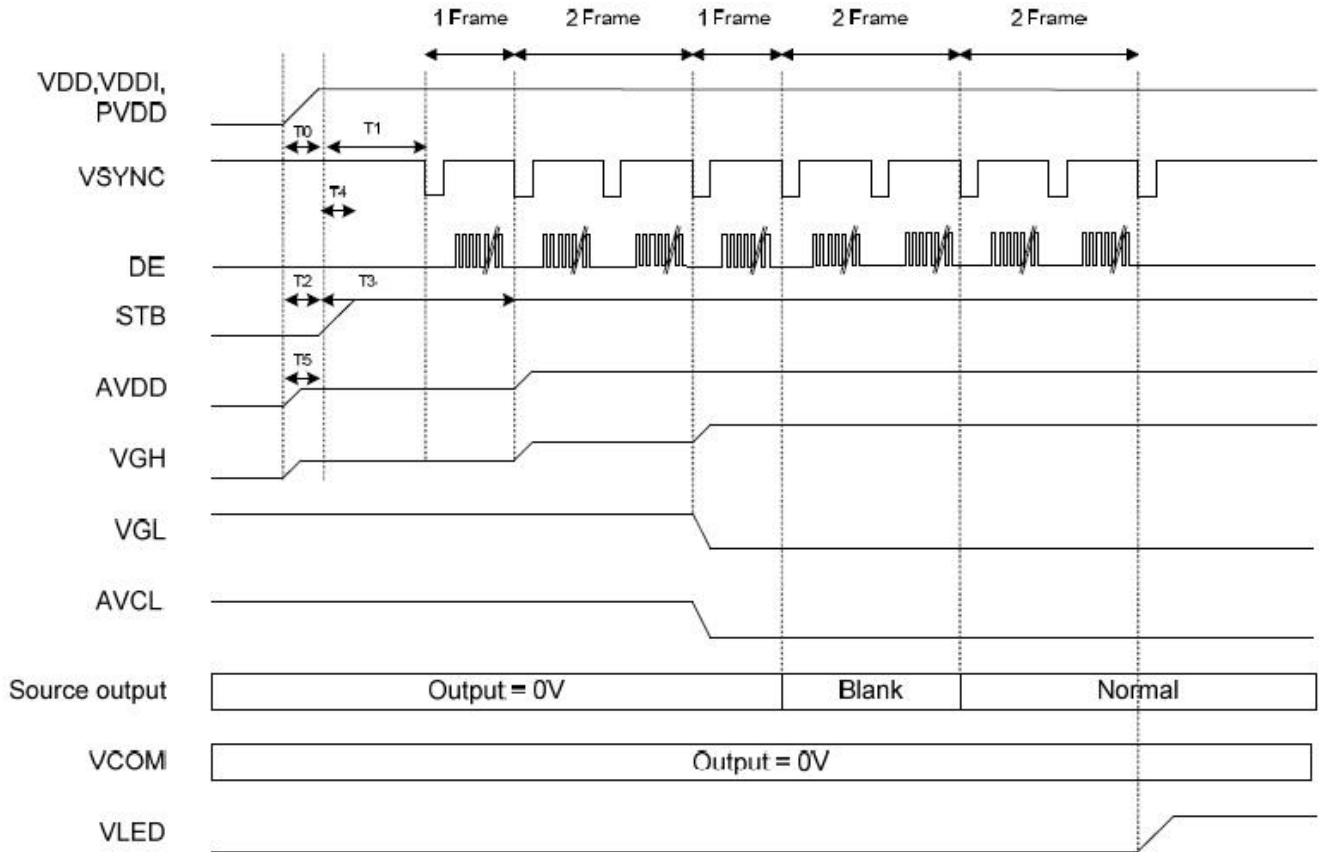 1 Frame 2 Frame 1 Frame 2 Frame 2 Frame
VDD,VDDI,
PVDD
T0 T1
VSYNC
T4
DE
T2 T3
STB
T5
AVDD
VGH
VGL
AVCL
Source output Output = 0V Blank Normal
VCOM Output = 0V
VLED